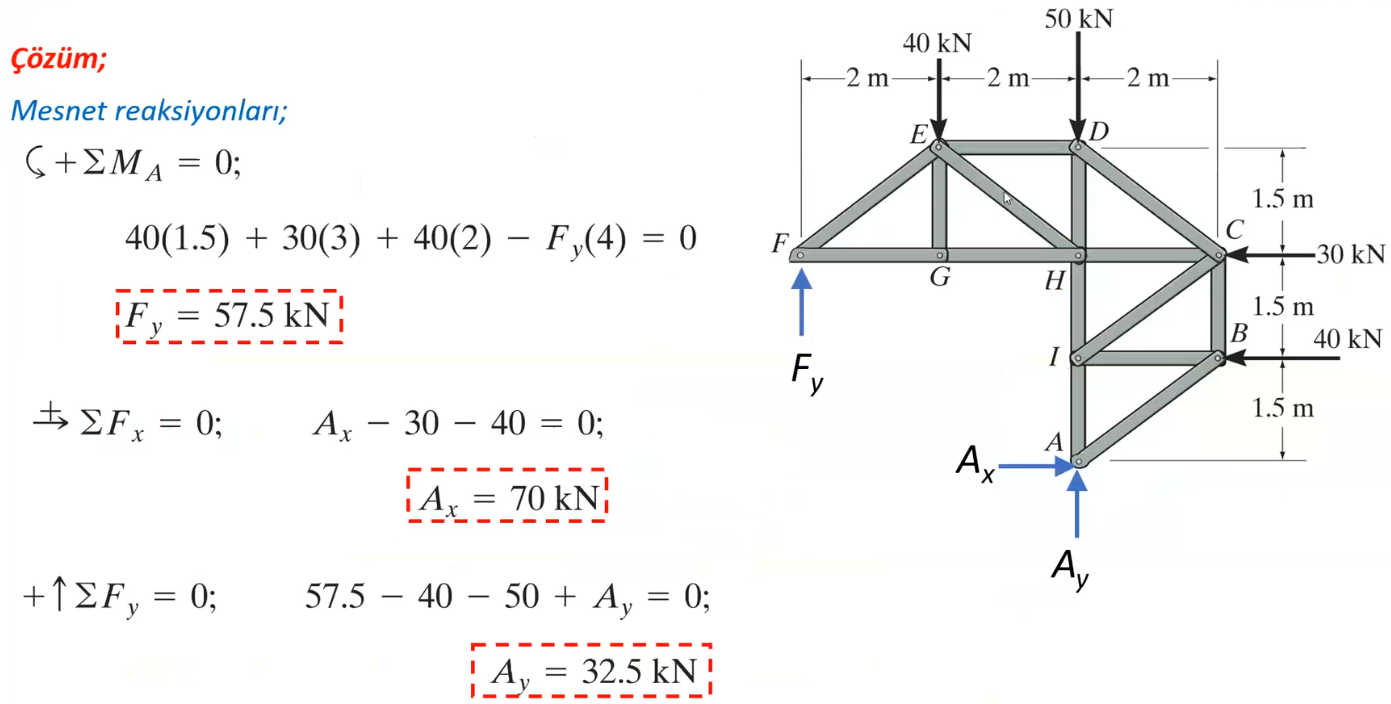 Çözüm;
Mesnet reaksiyonları;
⤹+ΣM_A = 0;
40(1.5) + 30(3) + 40(2) − F_y(4) = 0
F_y = 57.5 kN
±→ ΣF_x = 0; A_x − 30 − 40 = 0;
A_x = 70 kN
+↑ΣF_y = 0; 57.5 − 40 − 50 + A_y = 0;
A_y = 32.5 kN
50 kN
40 kN
2 m 2 m 2 m
E D
1.5 m
C
F 30 kN
G H
1.5 m
B
40 kN
I
F_y
1.5 m
A
A_x
A_y